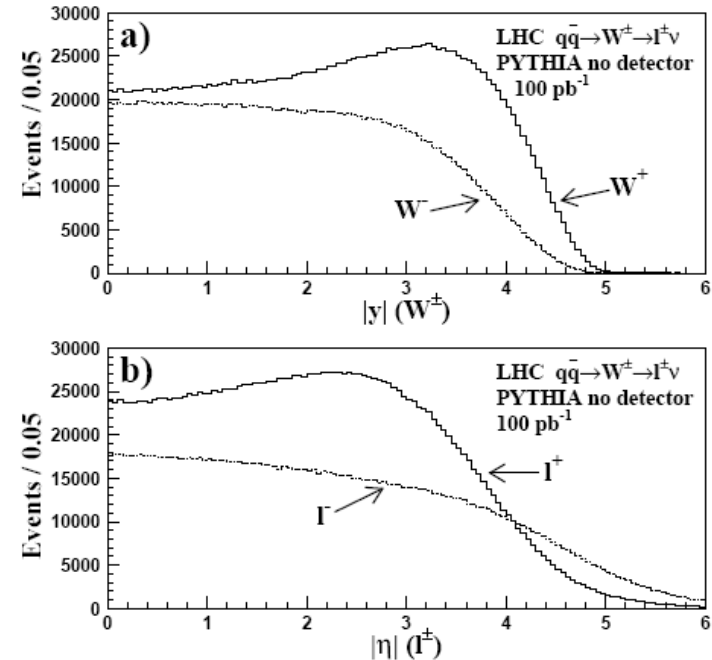 30000
a)
LHC qq̄→W±→l±ν
PYTHIA no detector
100 pb⁻¹
25000
20000
15000
10000
5000
0
Events / 0.05
W⁻
W⁺
0 1 2 3 4 5 6
|y| (W±)
30000
b)
LHC qq̄→W±→l±ν
PYTHIA no detector
100 pb⁻¹
25000
20000
15000
10000
5000
0
Events / 0.05
l⁺
l⁻
0 1 2 3 4 5 6
|η| (l±)